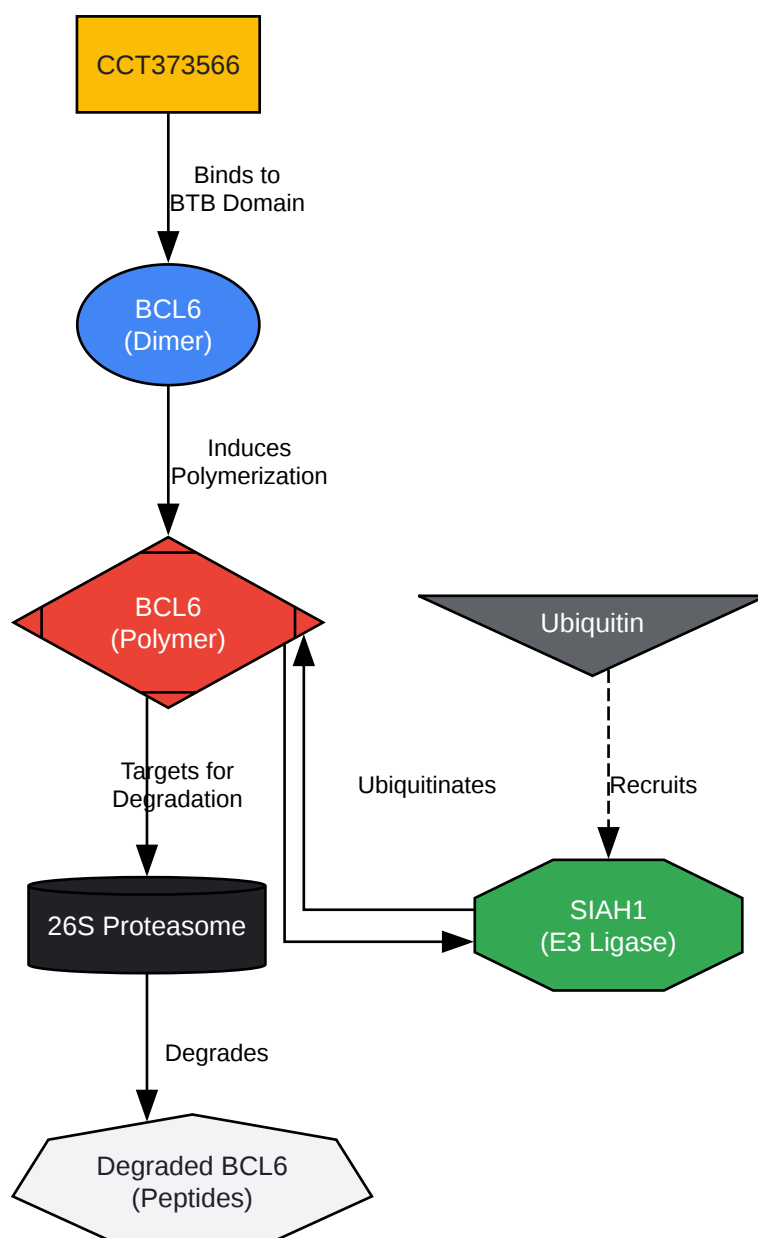 CCT373566
Binds to
BTB Domain
BCL6
(Dimer)
Induces
Polymerization
BCL6
(Polymer)
Ubiquitin
Targets for
Degradation
Ubiquitinates
Recruits
26S Proteasome
SIAH1
(E3 Ligase)
Degrades
Degraded BCL6
(Peptides)